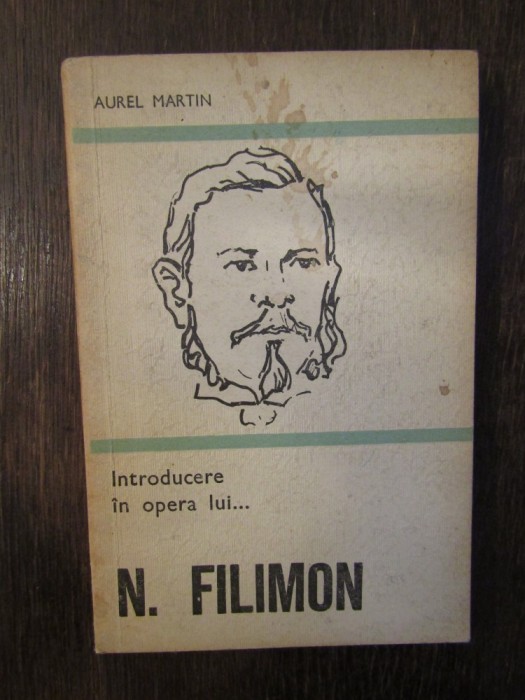 AUREL MARTIN
Introducere
în opera lui...
N. FILIMON